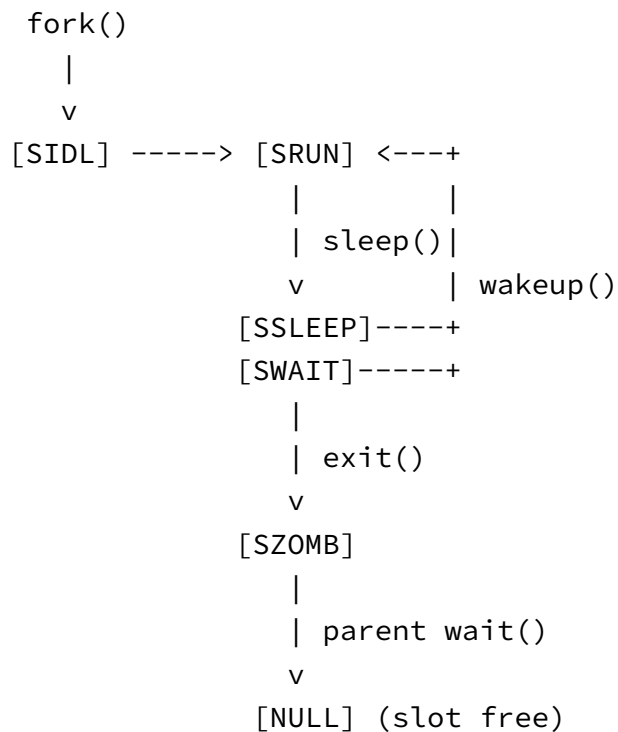 fork()
|
v
[SIDL] -----> [SRUN] <---+
| |
| sleep()|
v | wakeup()
[SSLEEP]----+
[SWAIT]-----+
|
| exit()
v
[SZOMB]
|
| parent wait()
v
[NULL] (slot free)